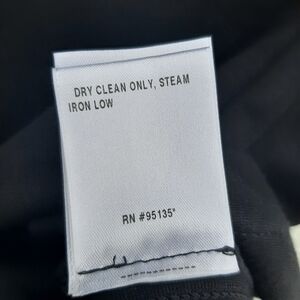 DRY CLEAN ONLY, STEAM
IRON LOW
RN #95135"